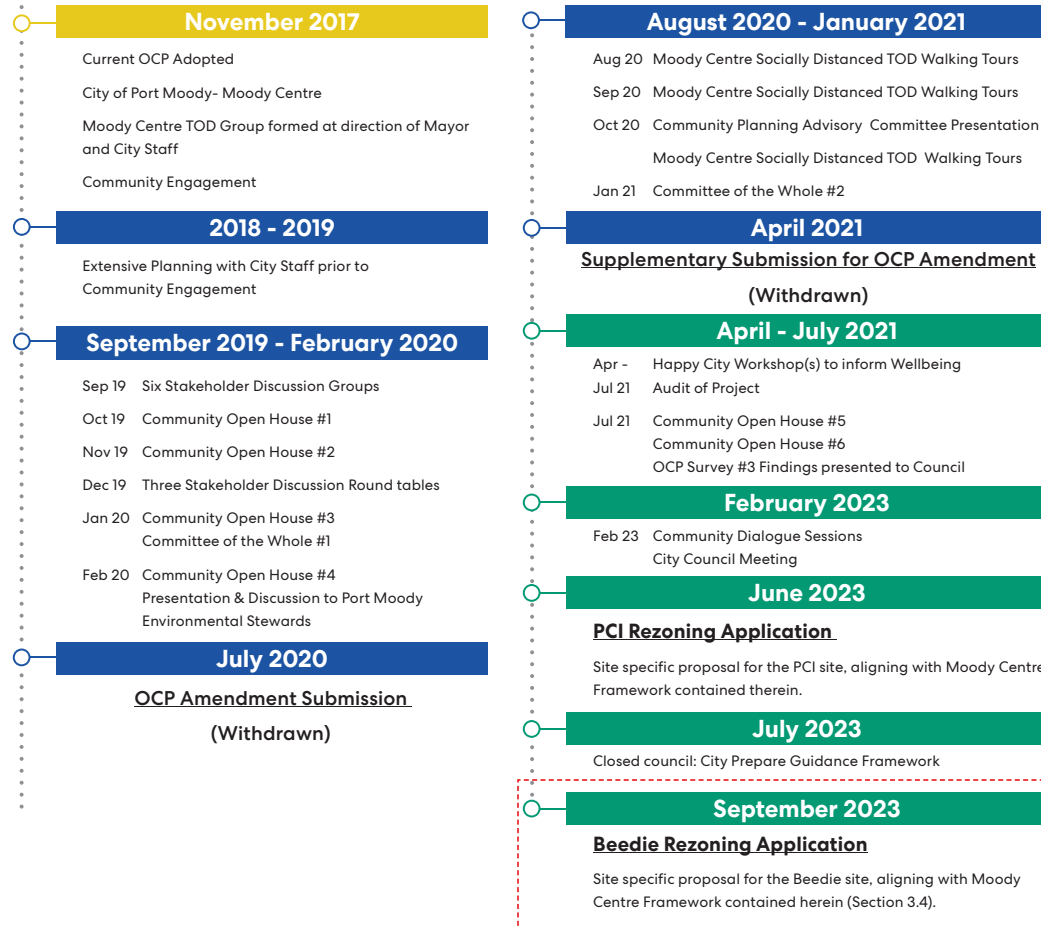 November 2017
Current OCP Adopted
City of Port Moody- Moody Centre
Moody Centre TOD Group formed at direction of Mayor
and City Staff
Community Engagement
2018 - 2019
Extensive Planning with City Staff prior to
Community Engagement
September 2019 - February 2020
Sep 19 Six Stakeholder Discussion Groups
Oct 19 Community Open House #1
Nov 19 Community Open House #2
Dec 19 Three Stakeholder Discussion Round tables
Jan 20 Community Open House #3
Committee of the Whole #1
Feb 20 Community Open House #4
Presentation & Discussion to Port Moody
Environmental Stewards
July 2020
OCP Amendment Submission
(Withdrawn)
August 2020 - January 2021
Aug 20 Moody Centre Socially Distanced TOD Walking Tours
Sep 20 Moody Centre Socially Distanced TOD Walking Tours
Oct 20 Community Planning Advisory Committee Presentation
Moody Centre Socially Distanced TOD Walking Tours
Jan 21 Committee of the Whole #2
April 2021
Supplementary Submission for OCP Amendment
(Withdrawn)
April - July 2021
Apr - Happy City Workshop(s) to inform Wellbeing
Jul 21 Audit of Project
Jul 21 Community Open House #5
Community Open House #6
OCP Survey #3 Findings presented to Council
February 2023
Feb 23 Community Dialogue Sessions
City Council Meeting
June 2023
PCI Rezoning Application
Site specific proposal for the PCI site, aligning with Moody Centre
Framework contained therein.
July 2023
Closed council: City Prepare Guidance Framework
September 2023
Beedie Rezoning Application
Site specific proposal for the Beedie site, aligning with Moody
Centre Framework contained herein (Section 3.4).